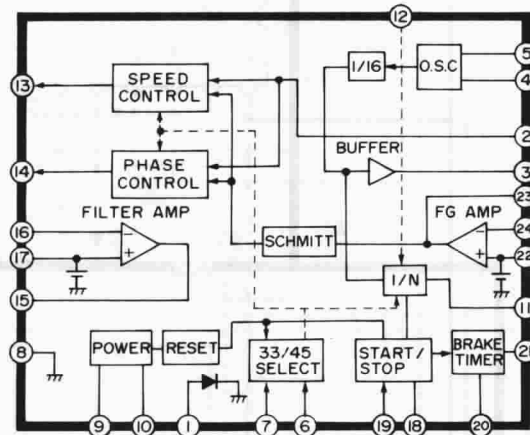 12
SPEED
CONTROL
1/16
O.S.C
5
4
13
2
BUFFER
3
PHASE
CONTROL
14
23
FILTER AMP
FG AMP
16
−
SCHMITT
−
24
17
+
+
22
1/N
15
11
8
POWER
RESET
33/45
SELECT
START/
STOP
BRAKE
TIMER
21
9
10
1
7
6
19
18
20